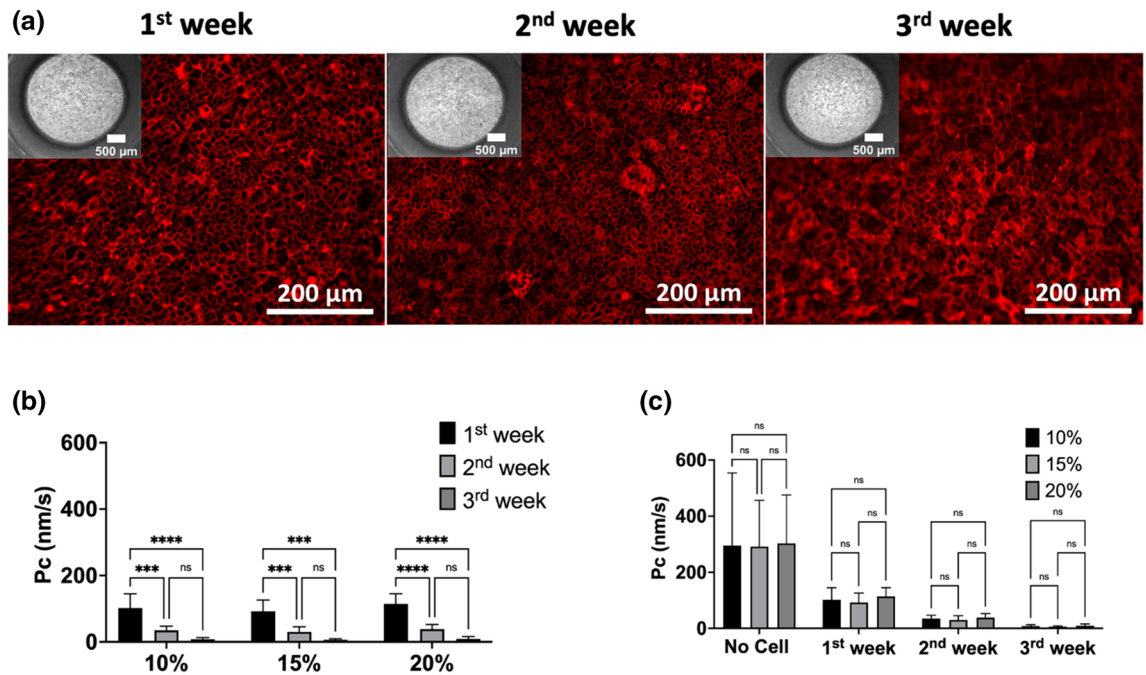 (a)
1st week 2nd week 3rd week
500 µm 500 µm 500 µm
200 µm 200 µm 200 µm
(b)
600
400
200
0
Pc (nm/s)
1st week
2nd week
3rd week
**** *** ****
*** ns *** ns **** ns
10% 15% 20%
(c)
600
400
200
0
Pc (nm/s)
10%
15%
20%
ns
ns ns
ns
ns
ns
ns
ns
ns
ns
ns
ns
No Cell 1st week 2nd week 3rd week